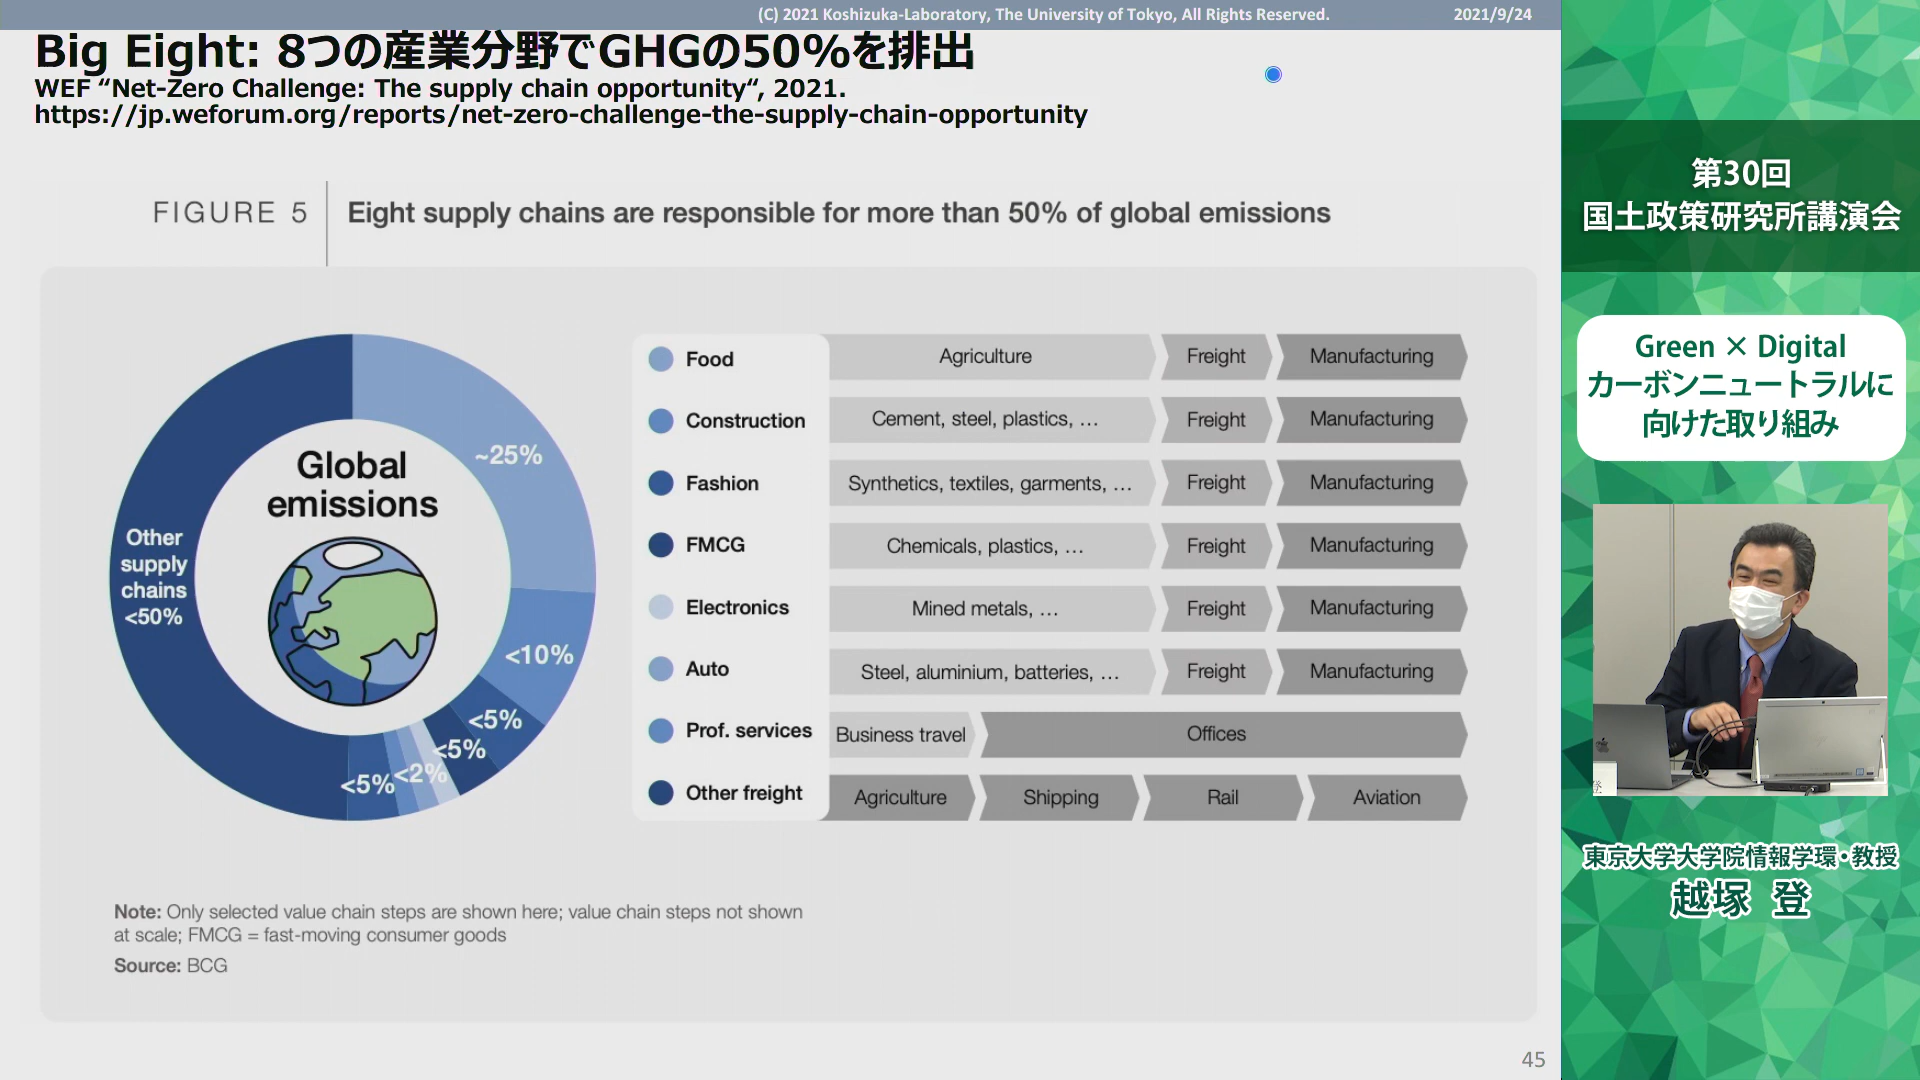 (C) 2021 Koshizuka-Laboratory, The University of Tokyo, All Rights Reserved.
2021/9/24
Big Eight: 8つの産業分野でGHGの50%を排出
WEF “Net-Zero Challenge: The supply chain opportunity“, 2021.
https://jp.weforum.org/reports/net-zero-challenge-the-supply-chain-opportunity
FIGURE 5
Eight supply chains are responsible for more than 50% of global emissions
Global
emissions
~25%
<10%
<5%
<5%
<2%
<5%
Other
supply
chains
<50%
Food
Agriculture
Freight
Manufacturing
Construction
Cement, steel, plastics, …
Freight
Manufacturing
Fashion
Synthetics, textiles, garments, …
Freight
Manufacturing
FMCG
Chemicals, plastics, …
Freight
Manufacturing
Electronics
Mined metals, …
Freight
Manufacturing
Auto
Steel, aluminium, batteries, …
Freight
Manufacturing
Prof. services
Business travel
Offices
Other freight
Agriculture
Shipping
Rail
Aviation
Note: Only selected value chain steps are shown here; value chain steps not shown
at scale; FMCG = fast-moving consumer goods
Source: BCG
45
第30回
国土政策研究所講演会
Green × Digital
カーボンニュートラルに
向けた取り組み
登
東京大学大学院情報学環・教授
越塚 登